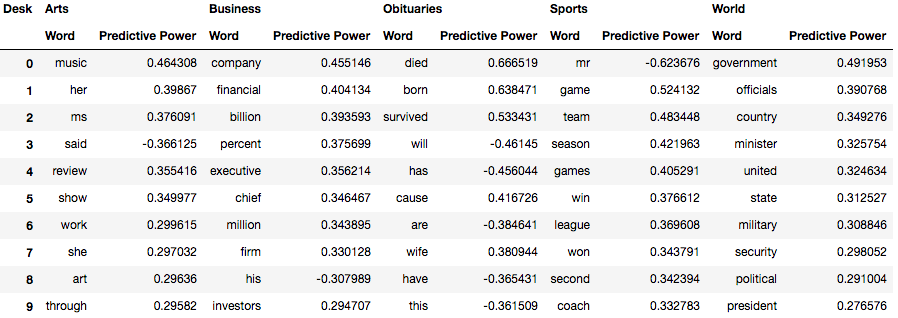 Desk Arts Business Obituaries Sports World
Word Predictive Power Word Predictive Power Word Predictive Power Word Predictive Power Word Predictive Power
0 music 0.464308 company 0.455146 died 0.666519 mr -0.623676 government 0.491953
1 her 0.39867 financial 0.404134 born 0.638471 game 0.524132 officials 0.390768
2 ms 0.376091 billion 0.393593 survived 0.533431 team 0.483448 country 0.349276
3 said -0.366125 percent 0.375699 will -0.46145 season 0.421963 minister 0.325754
4 review 0.355416 executive 0.356214 has -0.456044 games 0.405291 united 0.324634
5 show 0.349977 chief 0.346467 cause 0.416726 win 0.376612 state 0.312527
6 work 0.299615 million 0.343895 are -0.384641 league 0.369608 military 0.308846
7 she 0.297032 firm 0.330128 wife 0.380944 won 0.343791 security 0.298052
8 art 0.29636 his -0.307989 have -0.365431 second 0.342394 political 0.291004
9 through 0.29582 investors 0.294707 this -0.361509 coach 0.332783 president 0.276576